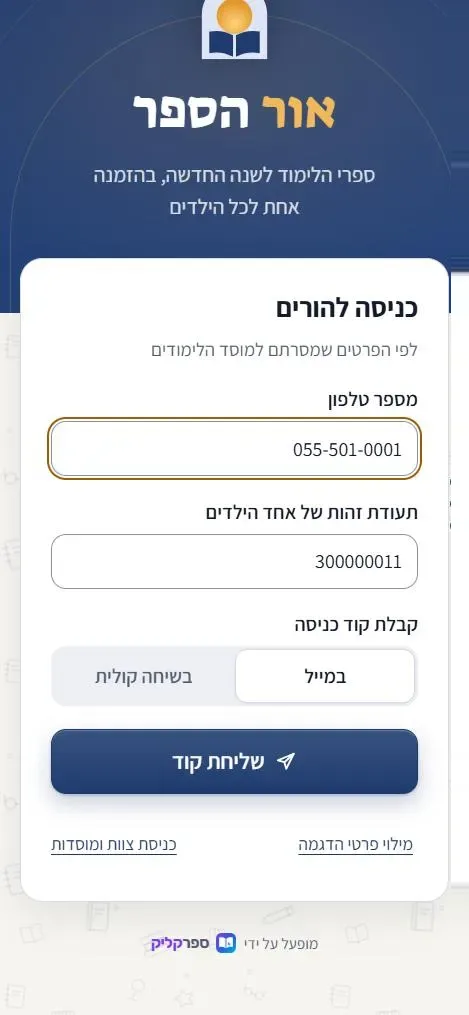 אור הספר
ספרי הלימוד לשנה החדשה, בהזמנה
אחת לכל הילדים
כניסה להורים
לפי הפרטים שמסרתם למוסד הלימודים
מספר טלפון
055-501-0001
תעודת זהות של אחד הילדים
300000011
קבלת קוד כניסה
במייל
בשיחה קולית
שליחת קוד
מילוי פרטי הדגמה
כניסת צוות ומוסדות
מופעל על ידי ספרקליק